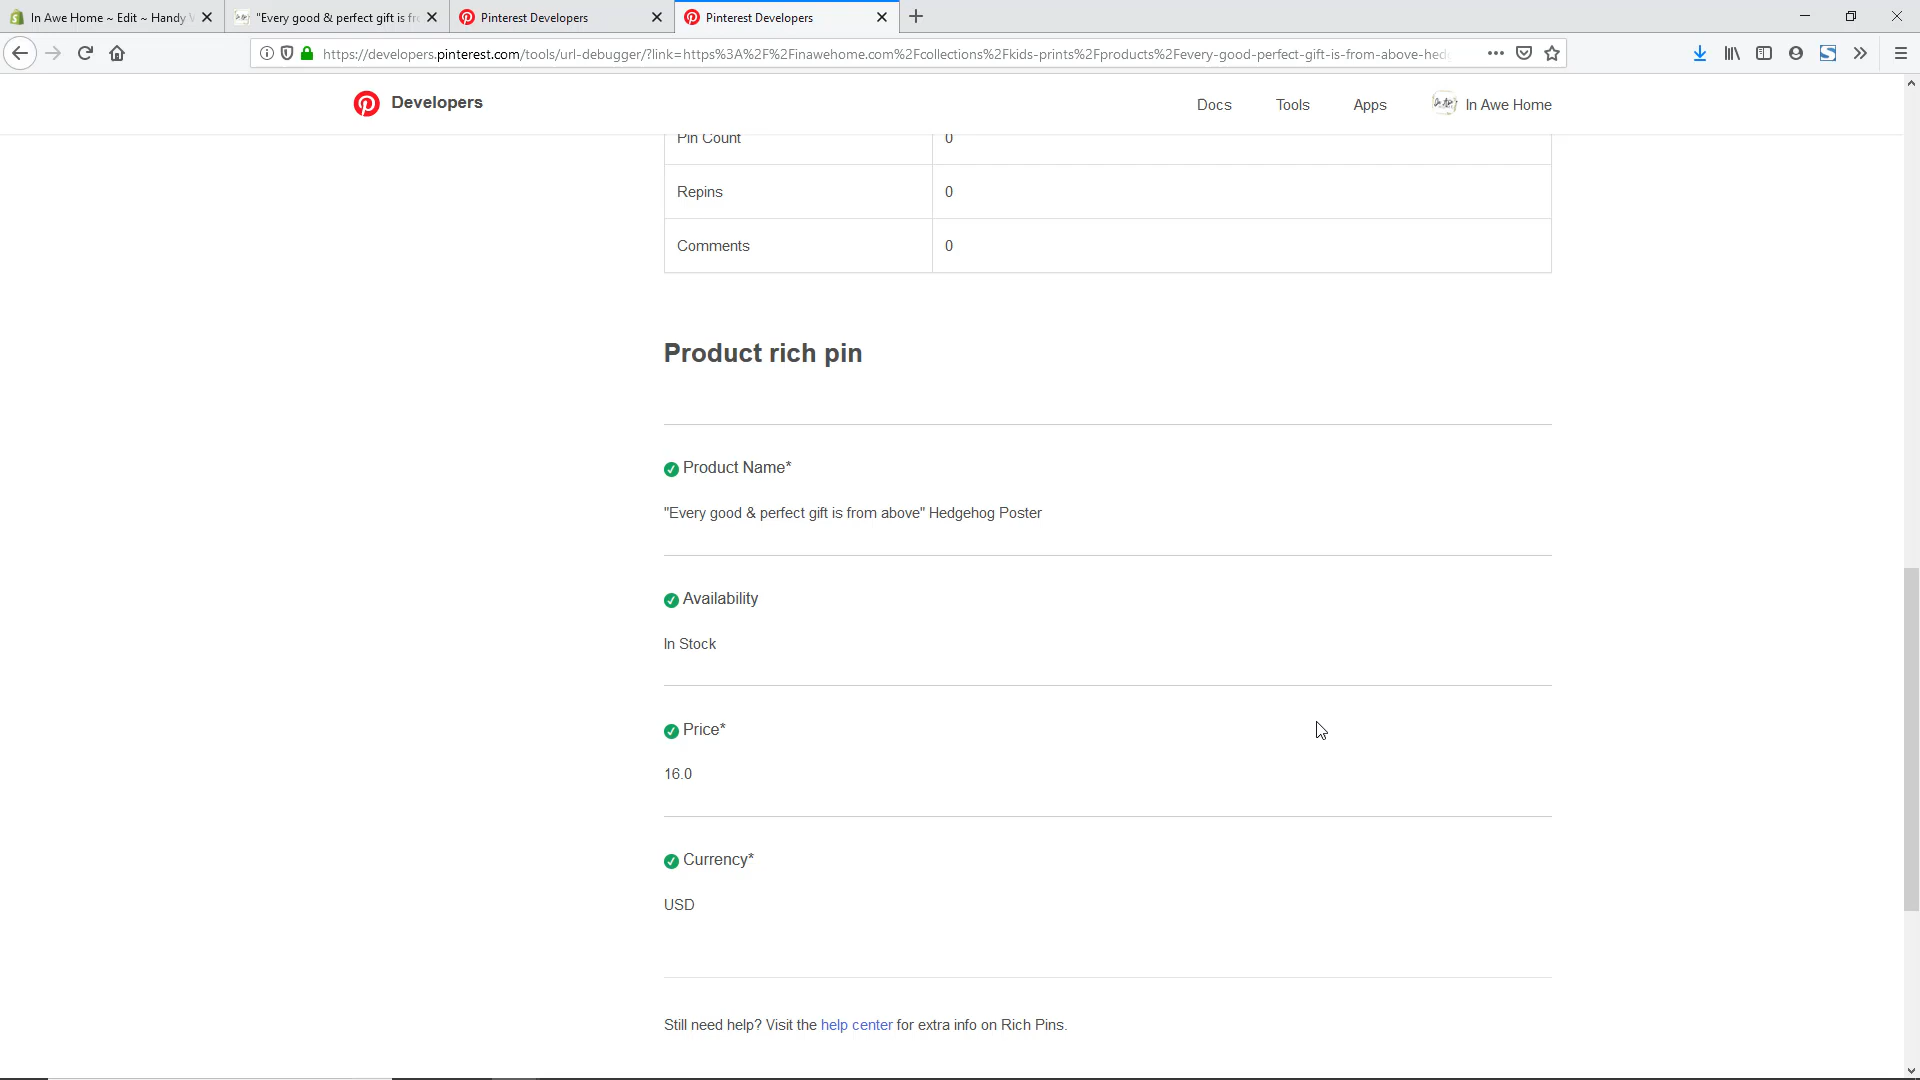 In Awe Home ~ Edit ~ Handy
"Every good & perfect gift is fr
Pinterest Developers
Pinterest Developers
https://developers.pinterest.com/tools/url-debugger/?link=https%3A%2F%2Finawehome.com%2Fcollections%2Fkids-prints%2Fproducts%2Fevery-good-perfect-gift-is-from-above-hed
Developers
Docs
Tools
Apps
In Awe Home
Pin Count 0
Repins 0
Comments 0
Product rich pin
Product Name*
"Every good & perfect gift is from above" Hedgehog Poster
Availability
In Stock
Price*
16.0
Currency*
USD
Still need help? Visit the help center for extra info on Rich Pins.